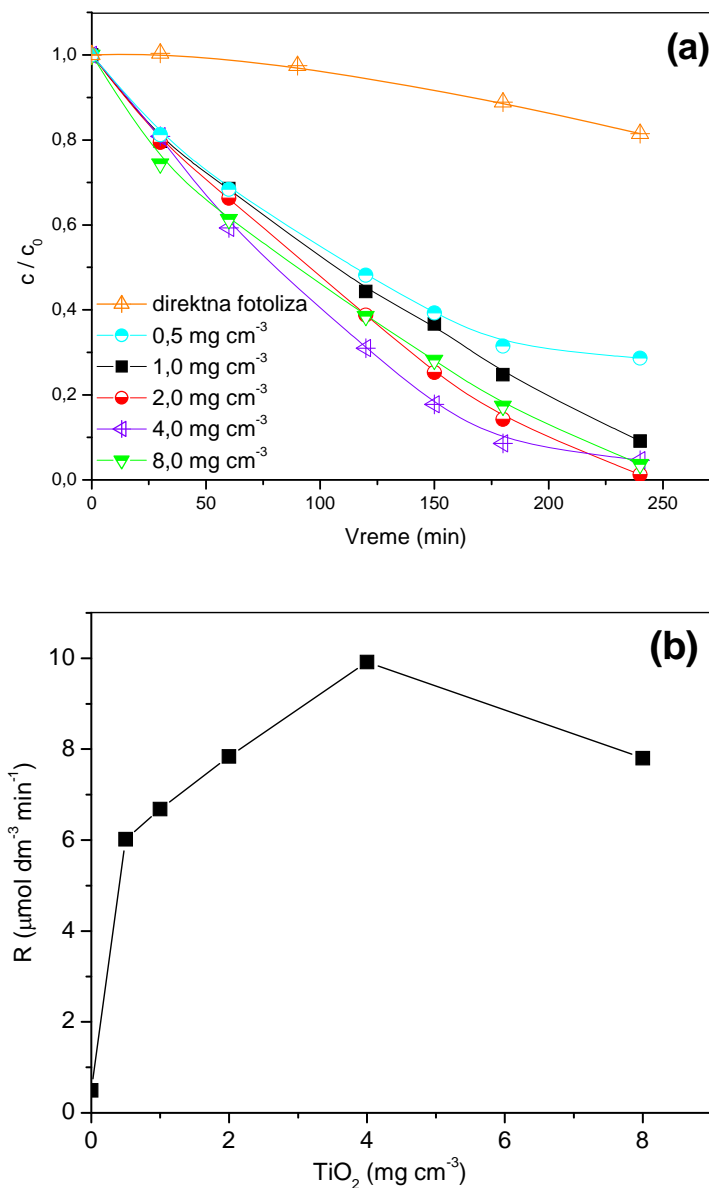 (a)
1,0
0,8
0,6
0,4
0,2
0,0
c / c₀
direktna fotoliza
0,5 mg cm⁻³
1,0 mg cm⁻³
2,0 mg cm⁻³
4,0 mg cm⁻³
8,0 mg cm⁻³
0 50 100 150 200 250
Vreme (min)
(b)
10
8
6
4
2
0
R (μmol dm⁻³ min⁻¹)
0 2 4 6 8
TiO₂ (mg cm⁻³)